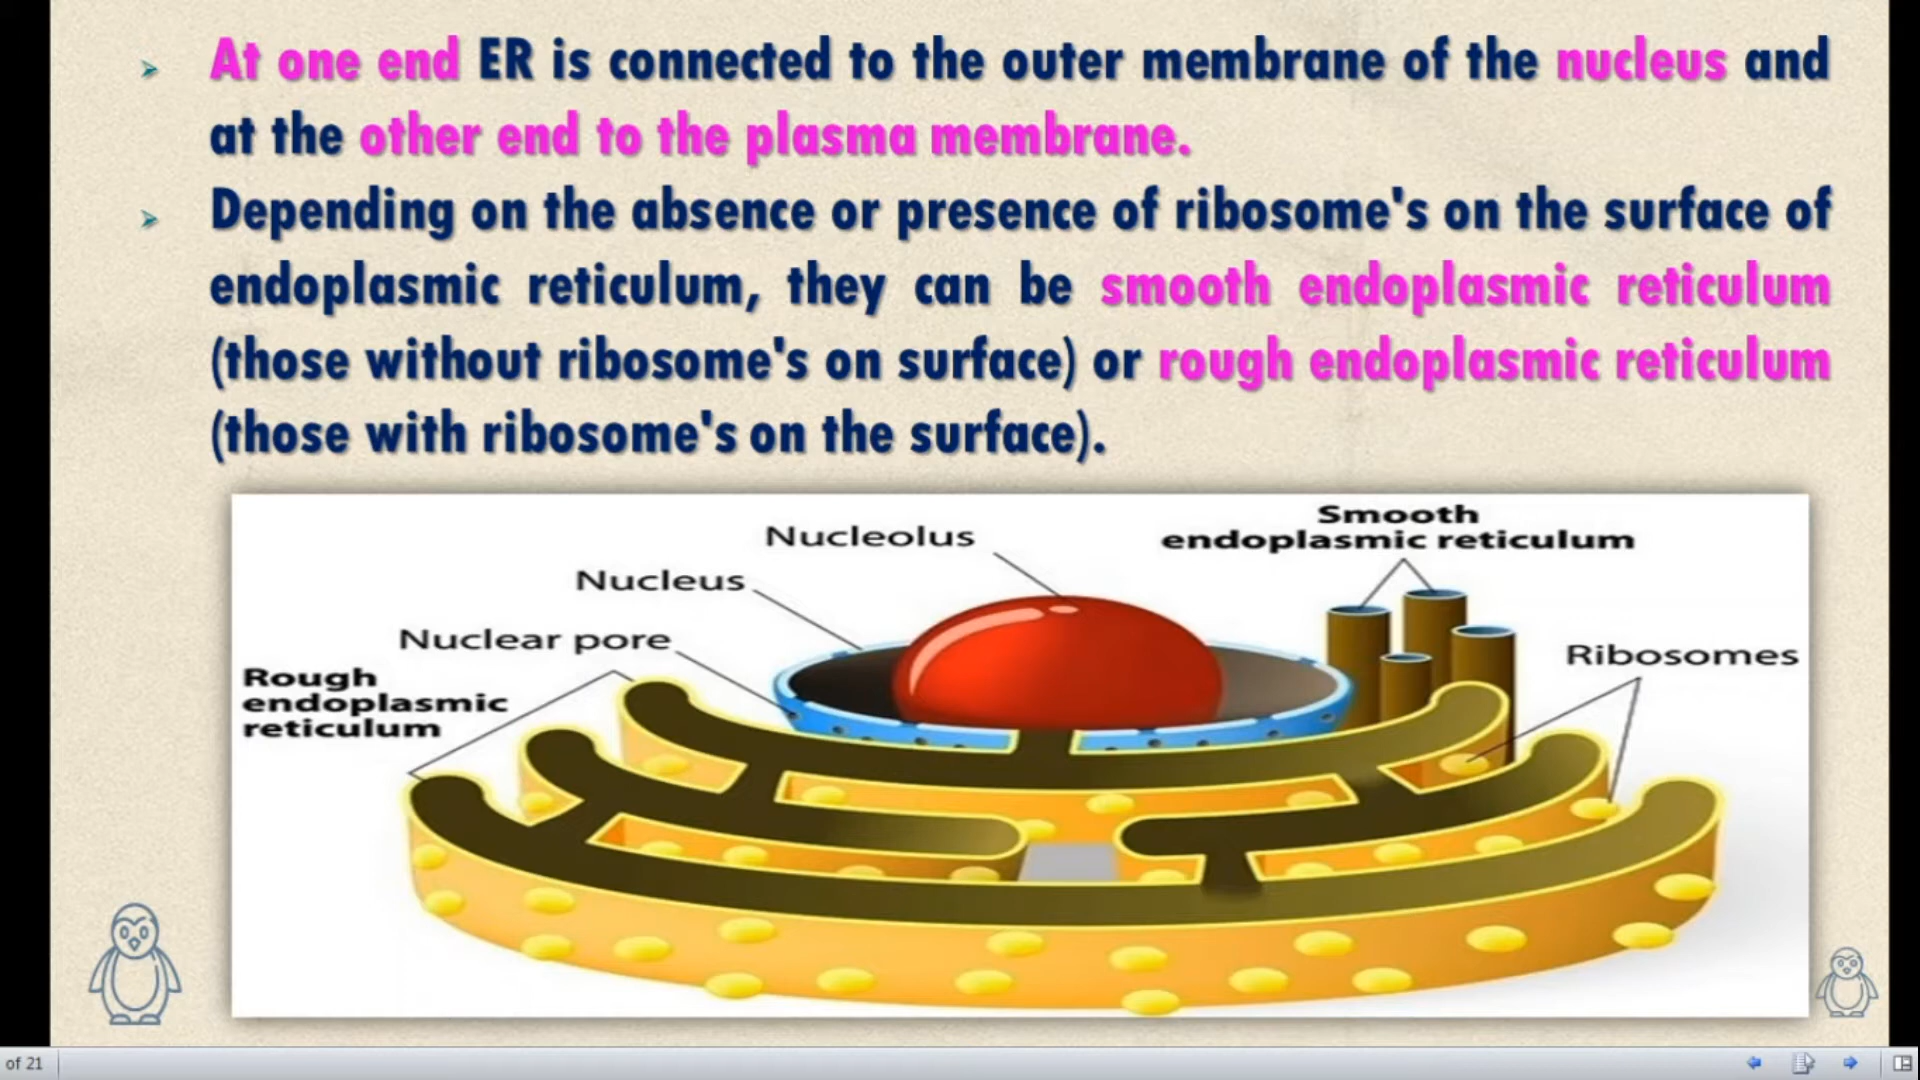 At one end ER is connected to the outer membrane of the nucleus and
at the other end to the plasma membrane.
Depending on the absence or presence of ribosome's on the surface of
endoplasmic reticulum, they can be smooth endoplasmic reticulum
(those without ribosome's on surface) or rough endoplasmic reticulum
(those with ribosome's on the surface).
Smooth
endoplasmic reticulum
Nucleolus
Nucleus
Nuclear pore
Ribosomes
Rough
endoplasmic
reticulum
of 21